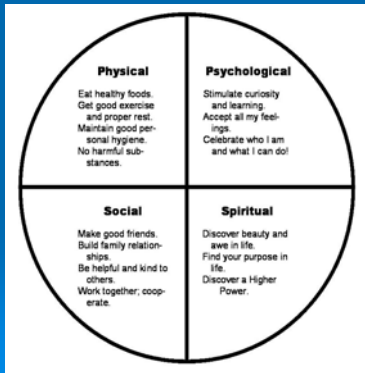 Physical
Eat healthy foods.
Get good exercise
and proper rest.
Maintain good per-
sonal hygiene.
No harmful sub-
stances.
Psychological
Stimulate curiosity
and learning.
Accept all my feel-
ings.
Celebrate who I am
and what I can do!
Social
Make good friends.
Build family relation-
ships.
Be helpful and kind to
others.
Work together; coop-
erate.
Spiritual
Discover beauty and
awe in life.
Find your purpose in
life.
Discover a Higher
Power.